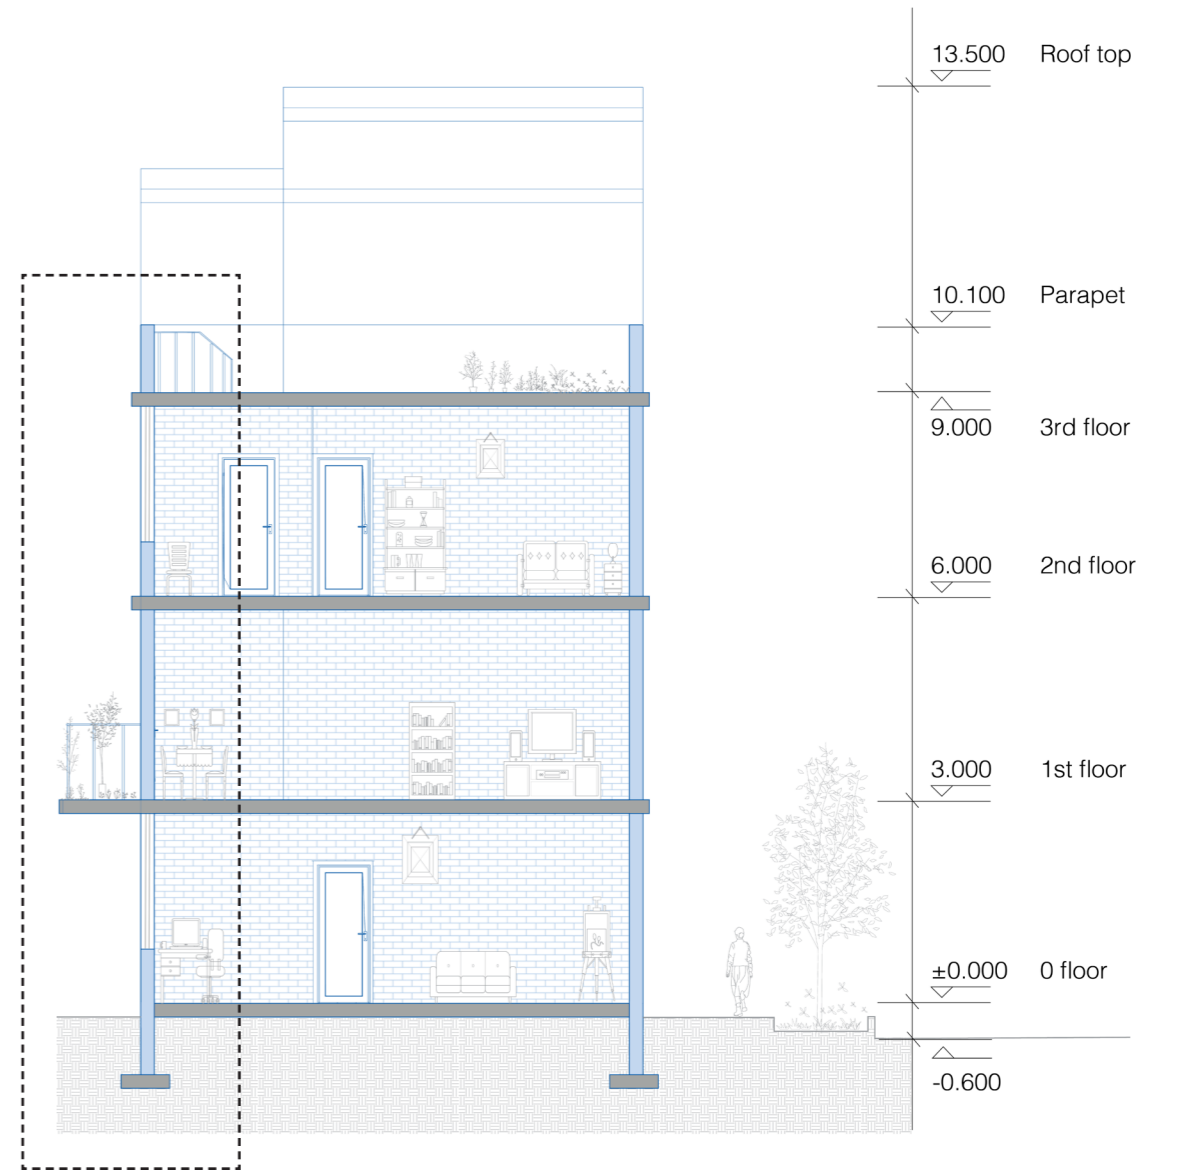 13.500 Roof top
10.100 Parapet
9.000 3rd floor
6.000 2nd floor
3.000 1st floor
±0.000 0 floor
-0.600